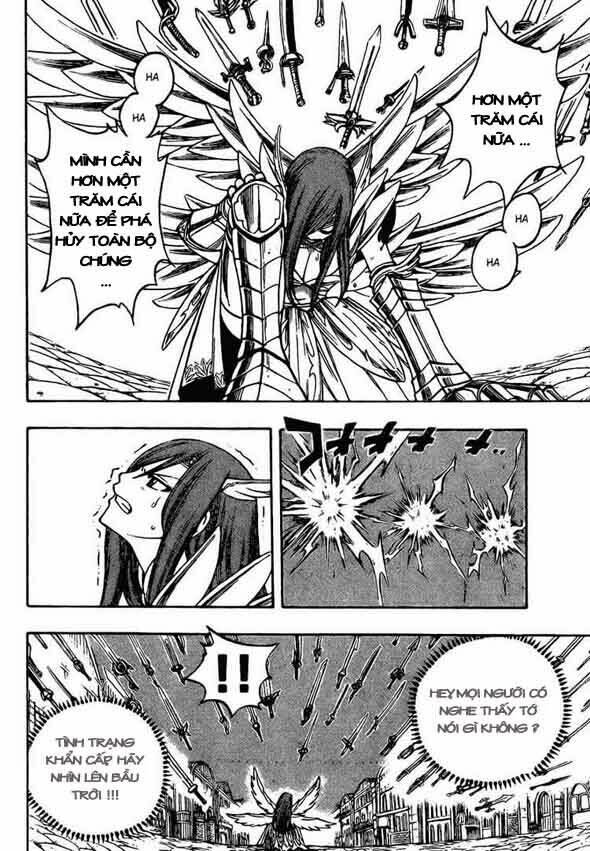 HƠN MỘT
TRĂM CÁI
NỮA ...
HA
HA
MÌNH CẦN
HƠN MỘT
TRĂM CÁI
NỮA ĐỂ PHÁ
HỦY TOÀN BỘ
CHÚNG
...
HA
HA
HA
!!
HEY,MỌI NGƯỜI CÓ
NGHE THẤY TỚ
NÓI GÌ KHÔNG ?
TÌNH TRẠNG
KHẨN CẤP HÃY
NHÌN LÊN BẦU
TRỜI !!!